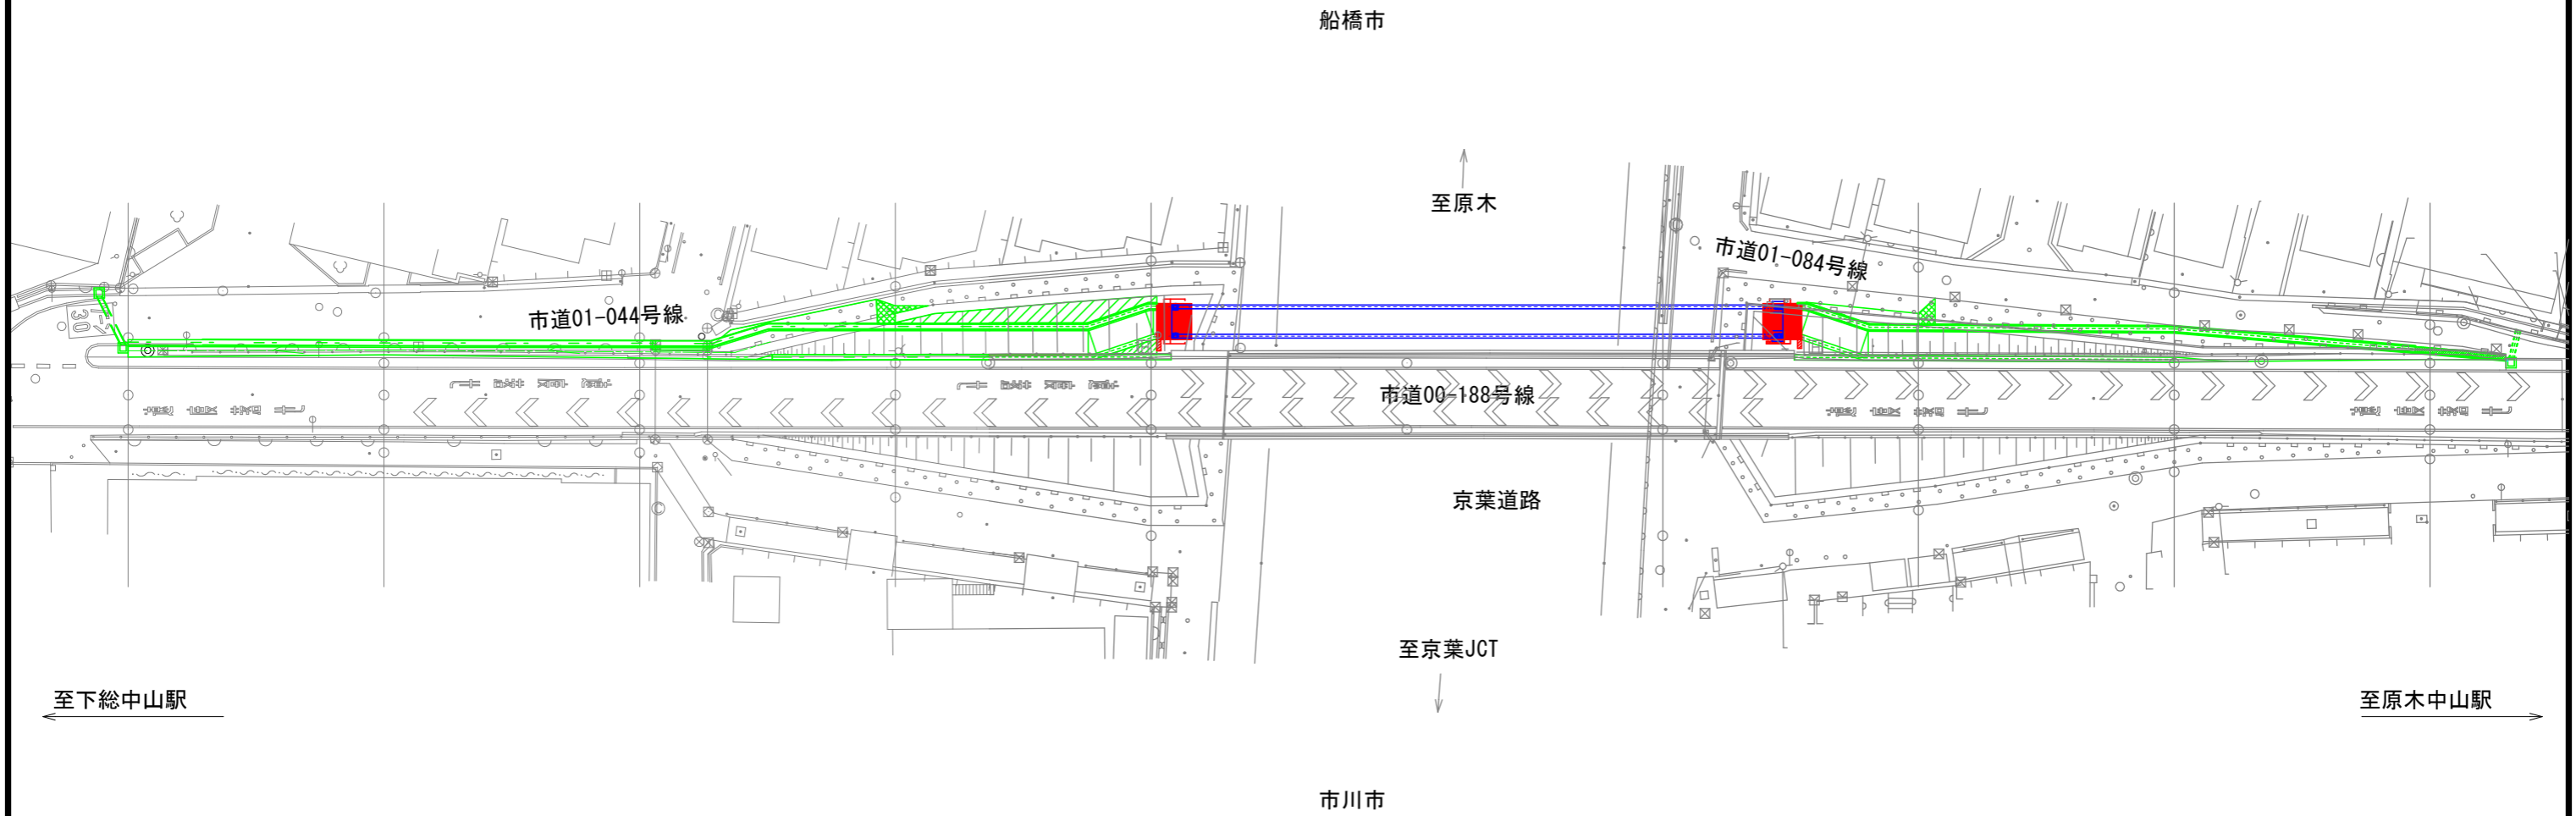 船橋市
至原木
市道01-084号線
市道01-044号線
30
市道00-188号線
京葉道路
至京葉JCT
至下総中山駅
至原木中山駅
市川市